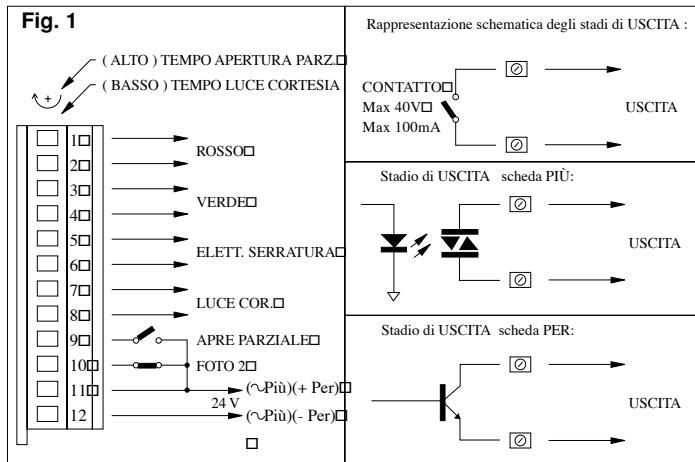 Fig. 1
( ALTO ) TEMPO APERTURA PARZ.
( BASSO ) TEMPO LUCE CORTESIA
+
1
ROSSO
2
3
VERDE
4
5
ELETT. SERRATURA
6
7
LUCE COR.
8
9 APRE PARZIALE
10 FOTO 2
11 24 V (∼Più)(+ Per)
12 (∼Più)(- Per)
Rappresentazione schematica degli stadi di USCITA :
CONTATTO
Max 40V
Max 100mA
USCITA
Stadio di USCITA scheda PIÙ:
USCITA
Stadio di USCITA scheda PER:
USCITA